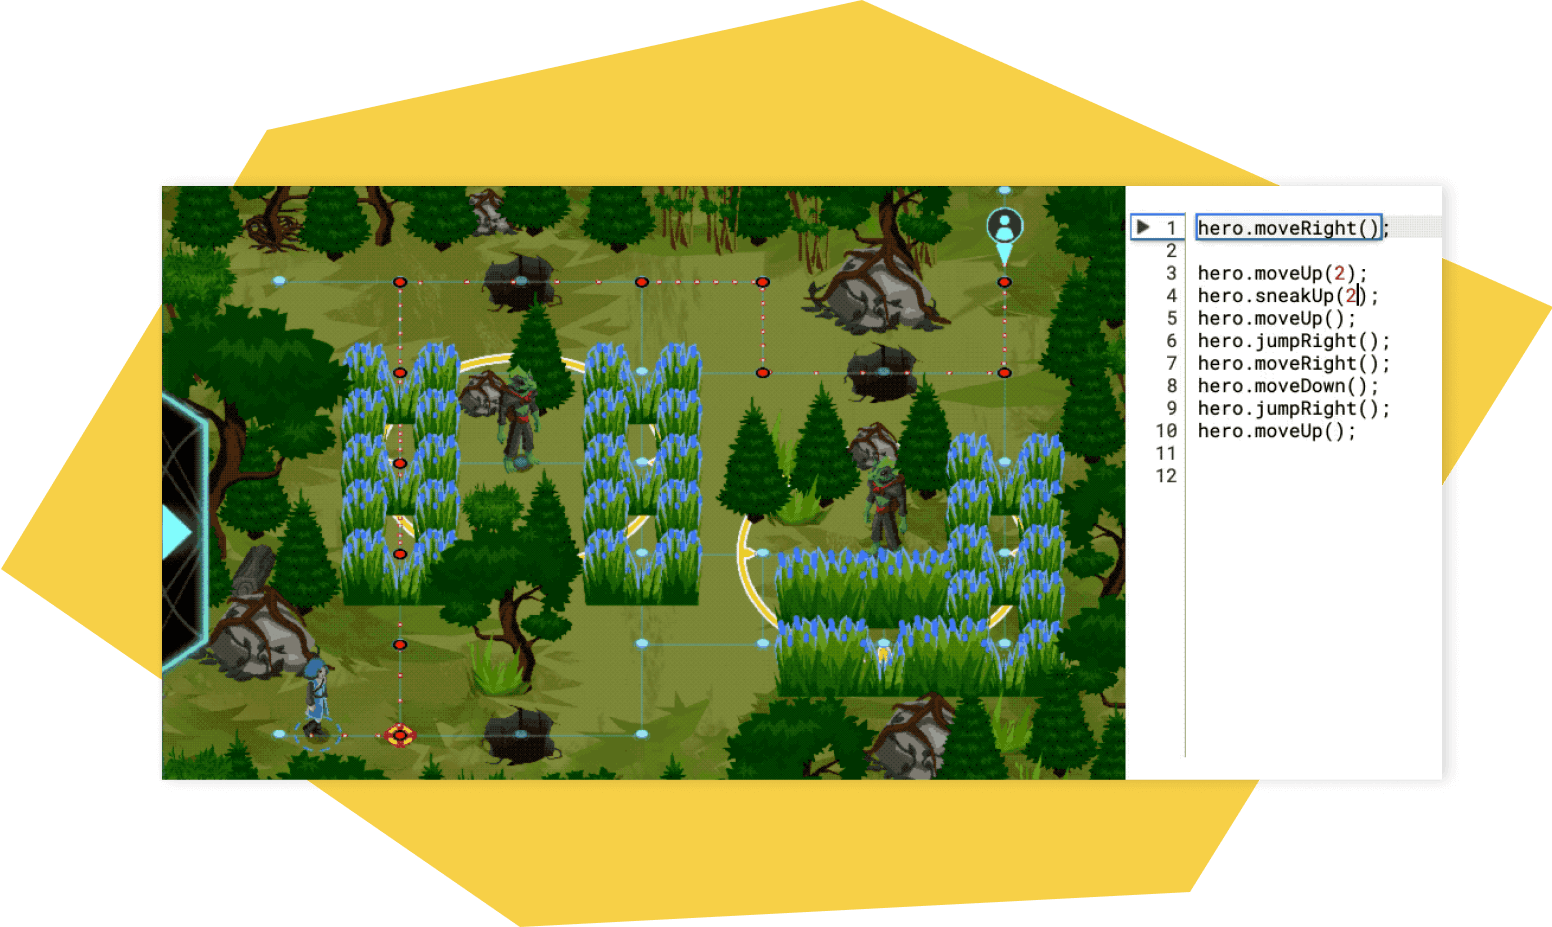 1 hero.moveRight();
2
3 hero.moveUp(2);
4 hero.sneakUp(2);
5 hero.moveUp();
6 hero.jumpRight();
7 hero.moveRight();
8 hero.moveDown();
9 hero.jumpRight();
10 hero.moveUp();
11
12